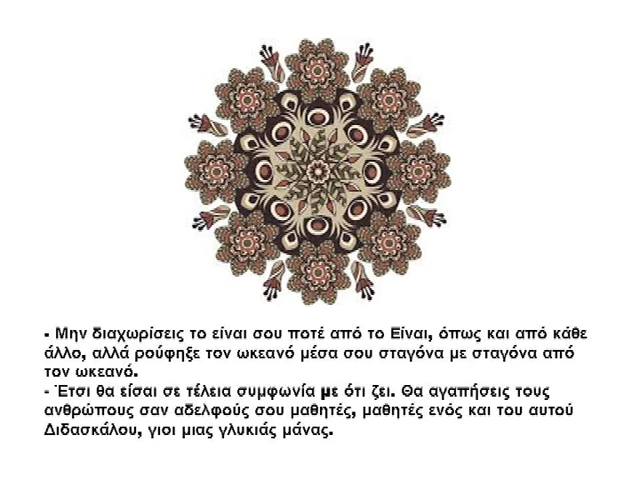 - Μην διαχωρίσεις το είναι σου ποτέ από το Είναι, όπως και από κάθε
άλλο, αλλά ρούφηξε τον ωκεανό μέσα σου σταγόνα με σταγόνα από
τον ωκεανό.
- Έτσι θα είσαι σε τέλεια συμφωνία με ότι ζει. Θα αγαπήσεις τους
ανθρώπους σαν αδελφούς σου μαθητές, μαθητές ενός και του αυτού
Διδασκάλου, γιοι μιας γλυκιάς μάνας.